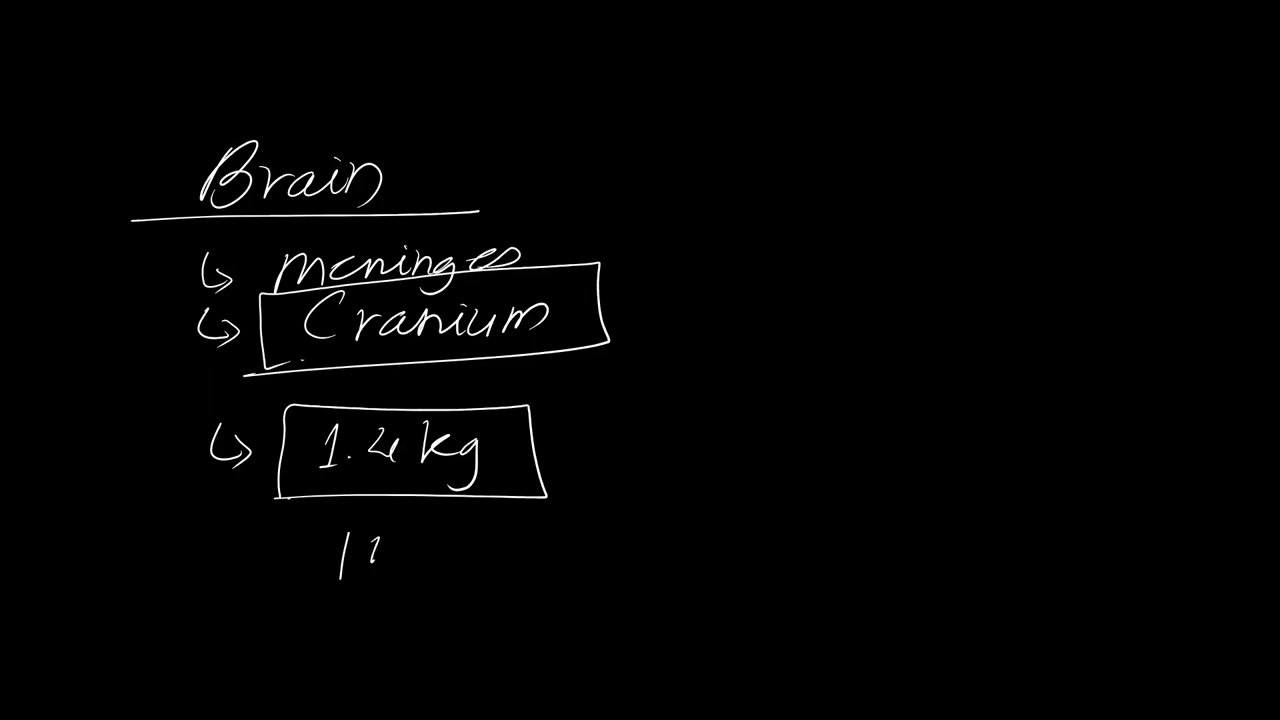 Brain
↳ meninges
↳ Cranium
↳ 1.4 kg